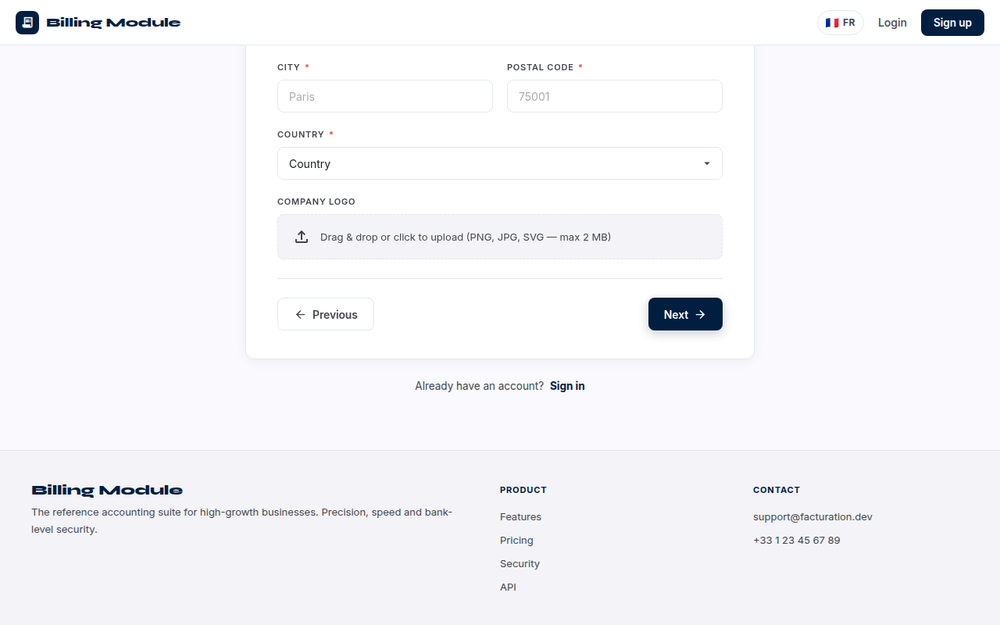 Billing Module
FR
Login
Sign up
CITY *
POSTAL CODE *
Paris
75001
COUNTRY *
Country
COMPANY LOGO
Drag & drop or click to upload (PNG, JPG, SVG — max 2 MB)
Previous
Next
Already have an account? Sign in
Billing Module
The reference accounting suite for high-growth businesses. Precision, speed and bank-
level security.
PRODUCT
Features
Pricing
Security
API
CONTACT
support@facturation.dev
+33 1 23 45 67 89